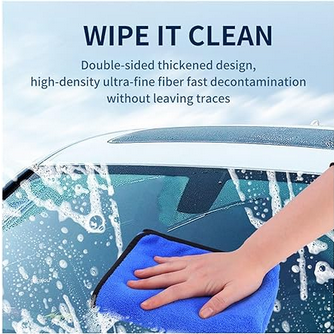 WIPE IT CLEAN
Double-sided thickened design,
high-density ultra-fine fiber fast decontamination
without leaving traces